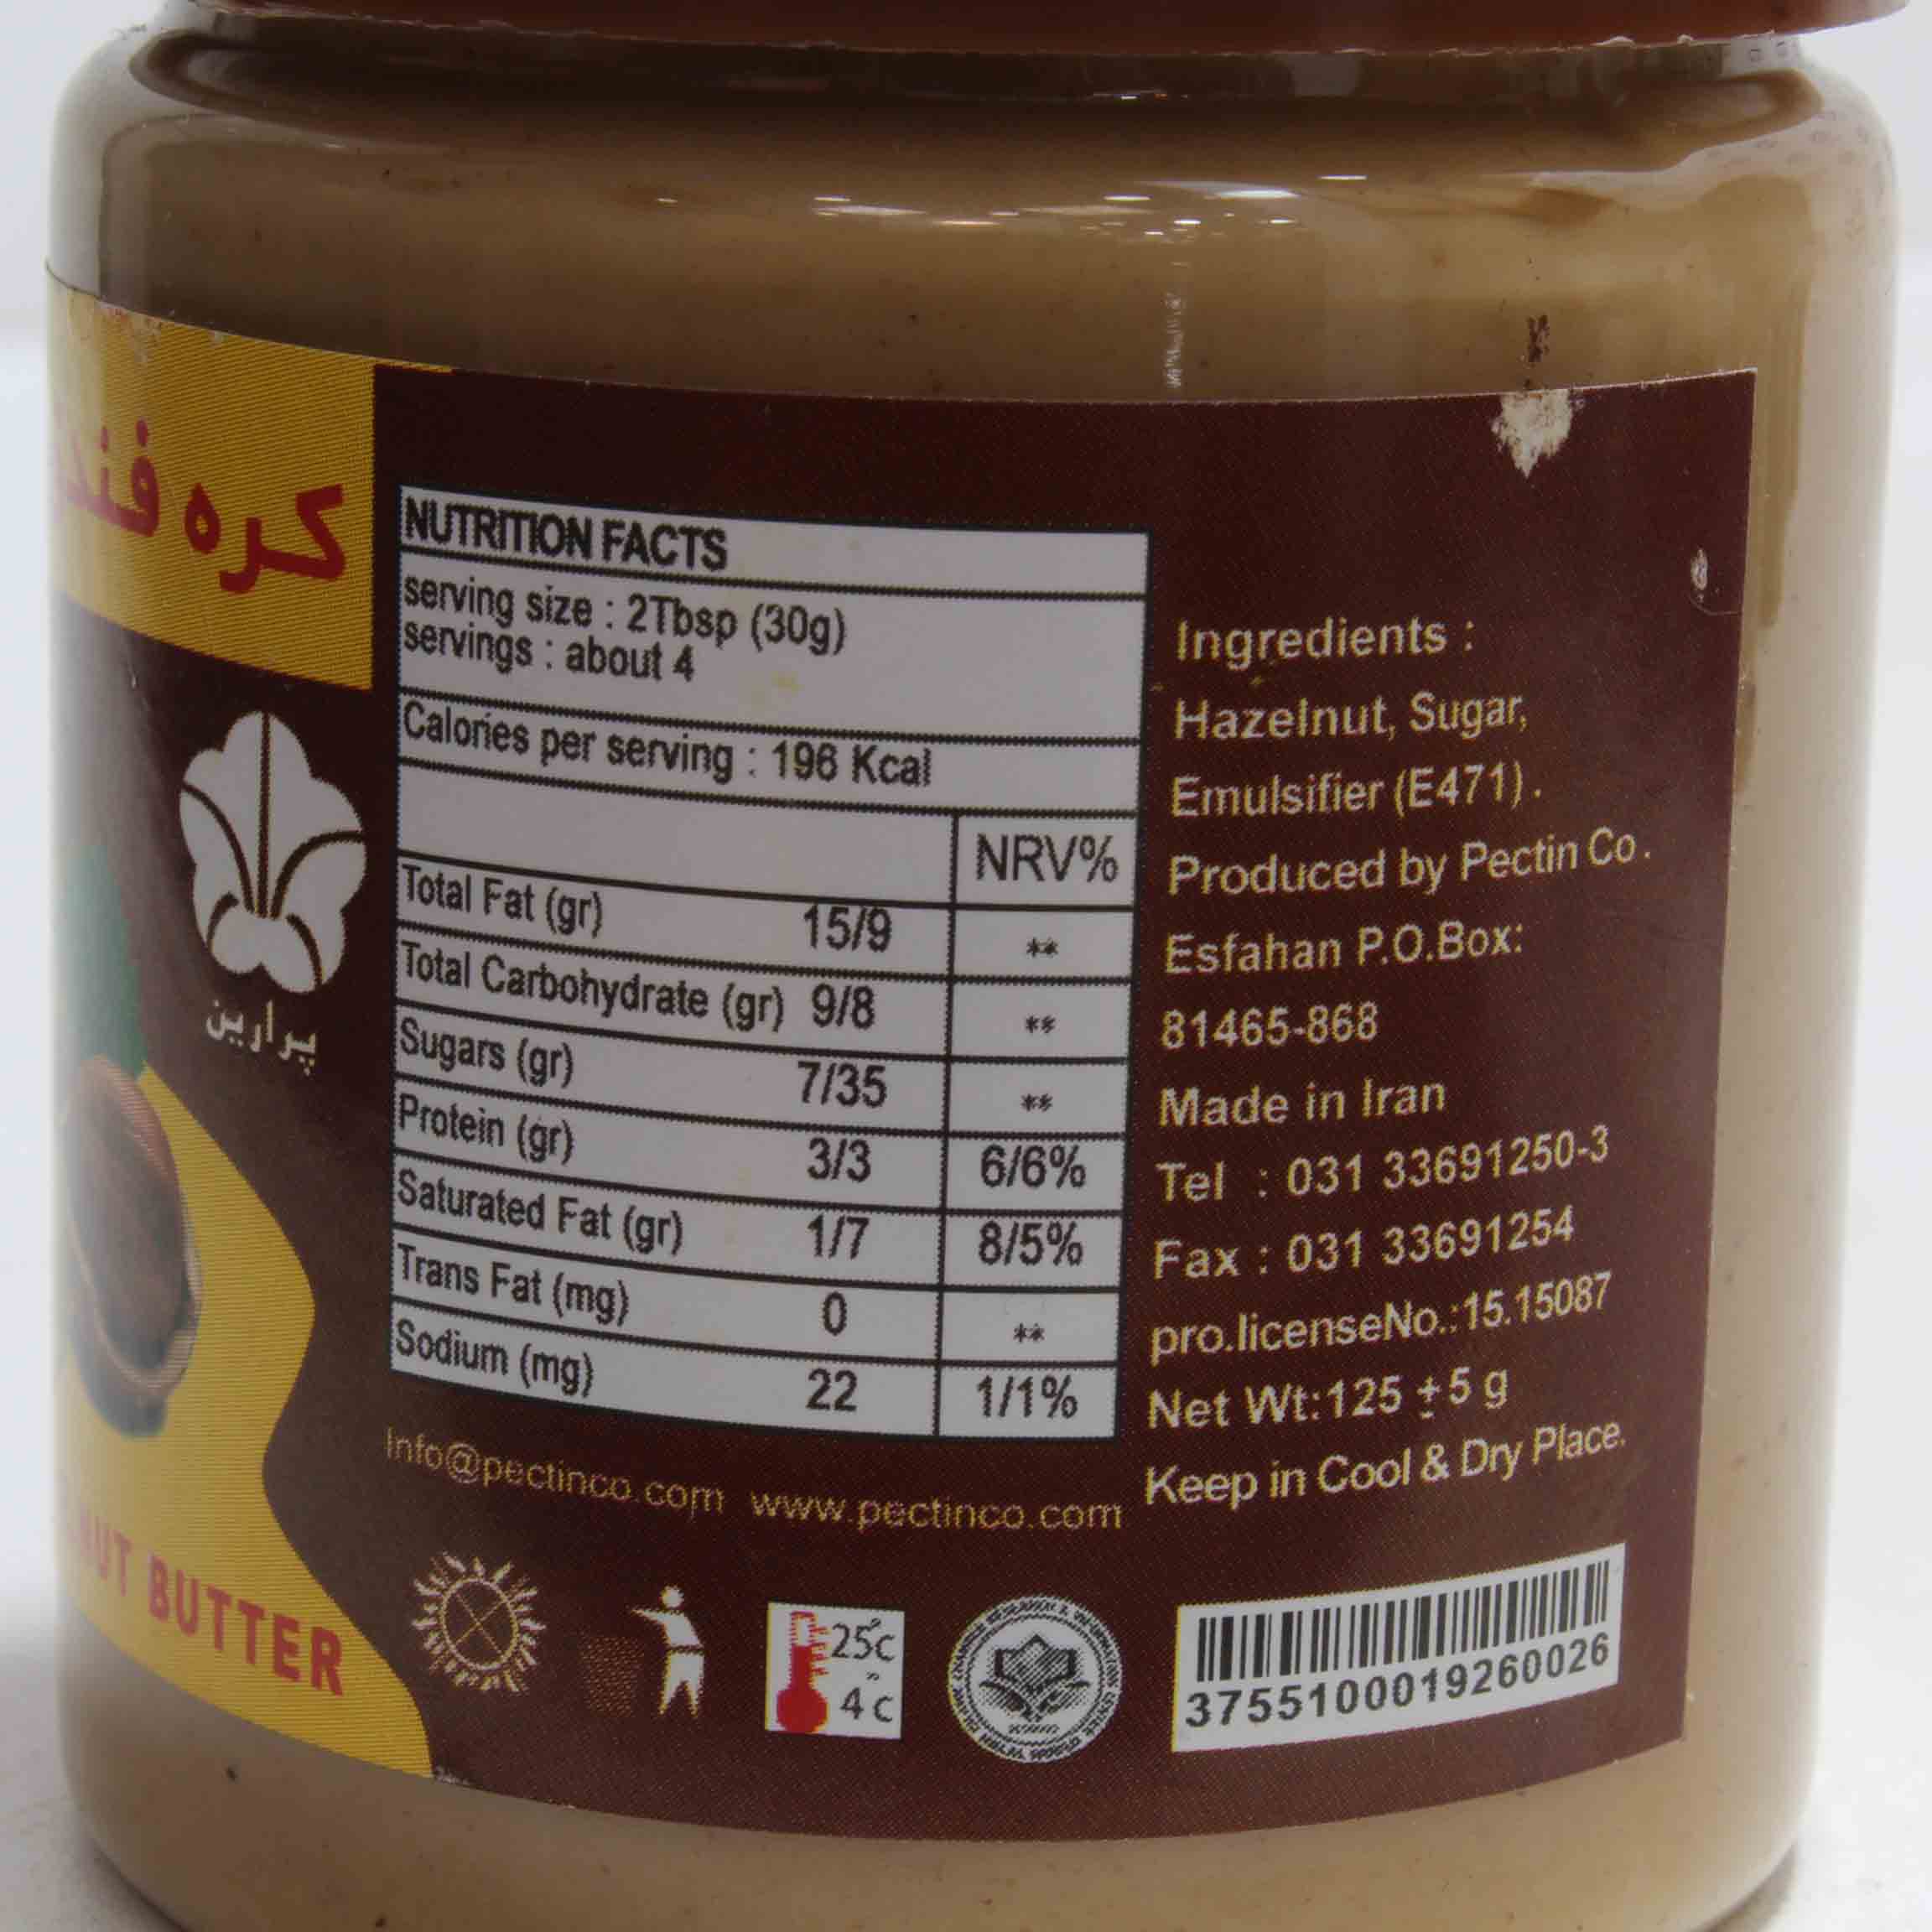 کره
NUT BUTTER
پرارین
NUTRITION FACTS
serving size : 2Tbsp (30g)
servings : about 4
Calories per serving : 196 Kcal
NRV%
Total Fat (gr) 15/9 **
Total Carbohydrate (gr) 9/8 **
Sugars (gr) 7/35 **
Protein (gr) 3/3 6/6%
Saturated Fat (gr) 1/7 8/5%
Trans Fat (mg) 0 **
Sodium (mg) 22 1/1%
Info@pectinco.com www.pectinco.com
Ingredients :
Hazelnut, Sugar,
Emulsifier (E471) .
Produced by Pectin Co .
Esfahan P.O.Box:
81465-868
Made in Iran
Tel : 031 33691250-3
Fax : 031 33691254
pro.licenseNo.:15.15087
Net Wt:125 ±5 g
Keep in Cool & Dry Place.
25°c
4 c
3755100019260026